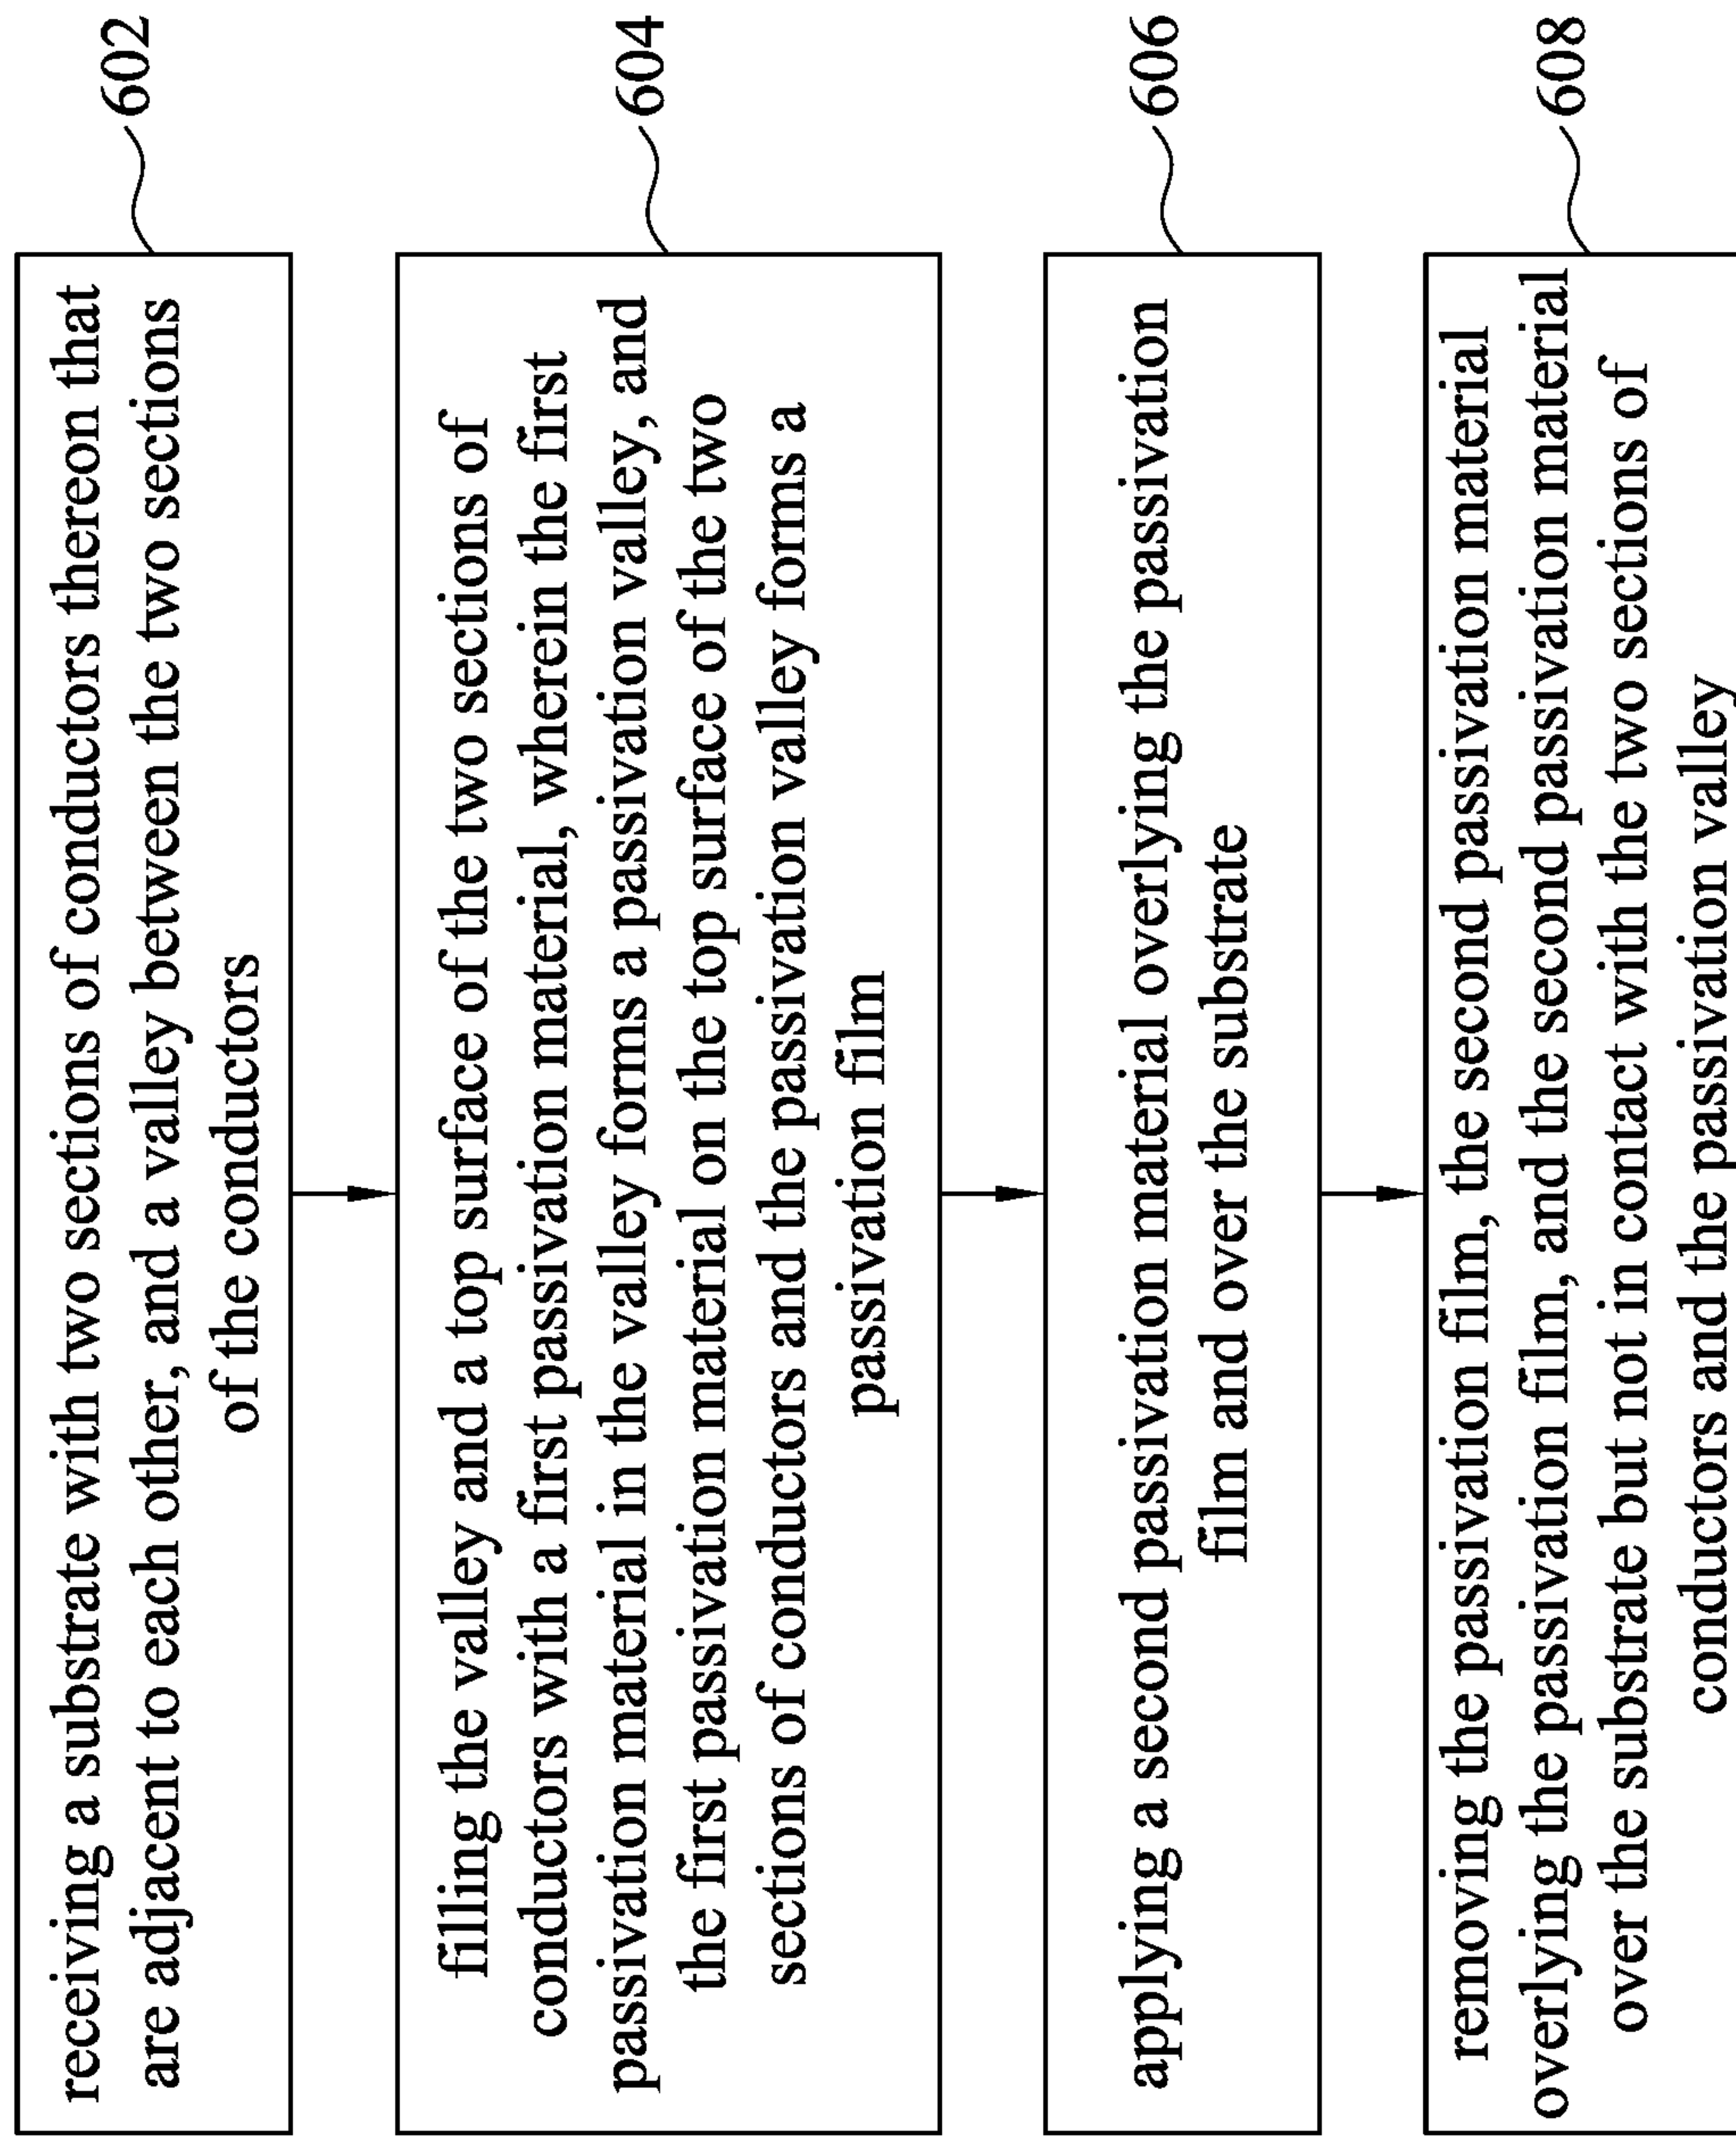 receiving a substrate with two sections of conductors thereon that
are adjacent to each other, and a valley between the two sections
of the conductors
602
filling the valley and a top surface of the two sections of
conductors with a first passivation material, wherein the first
passivation material in the valley forms a passivation valley, and
the first passivation material on the top surface of the two
sections of conductors and the passivation valley forms a
passivation film
604
applying a second passivation material overlying the passivation
film and over the substrate
606
removing the passivation film, the second passivation material
overlying the passivation film, and the second passivation material
over the substrate but not in contact with the two sections of
conductors and the passivation valley
608